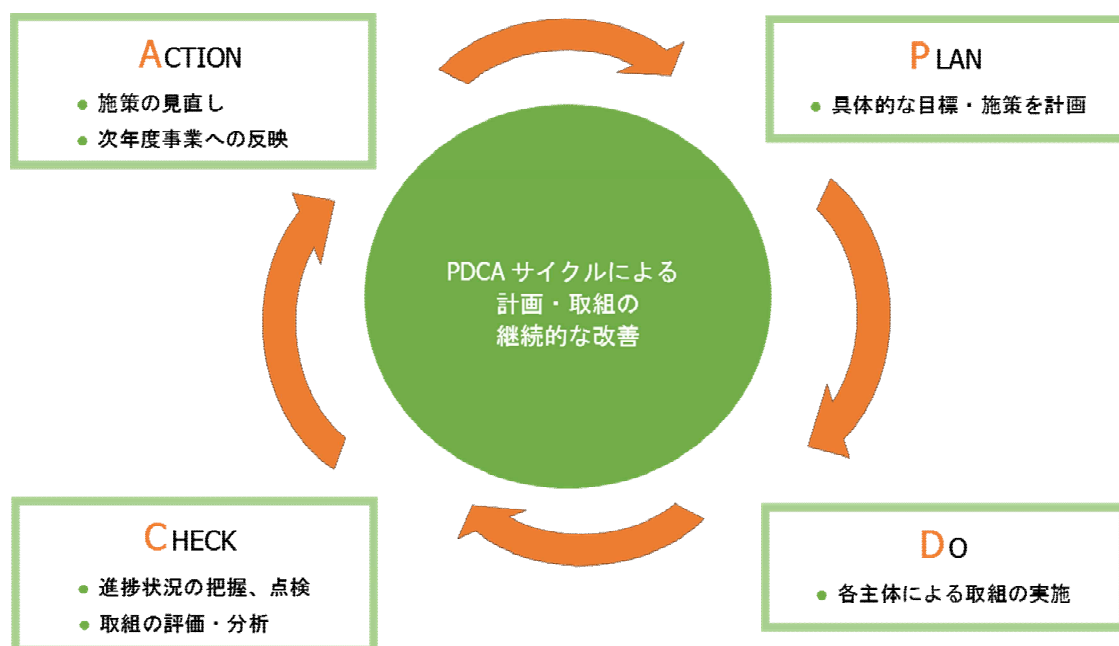 ACTION
● 施策の見直し
● 次年度事業への反映
PLAN
● 具体的な目標・施策を計画
PDCA サイクルによる
計画・取組の
継続的な改善
CHECK
● 進捗状況の把握、点検
● 取組の評価・分析
DO
● 各主体による取組の実施